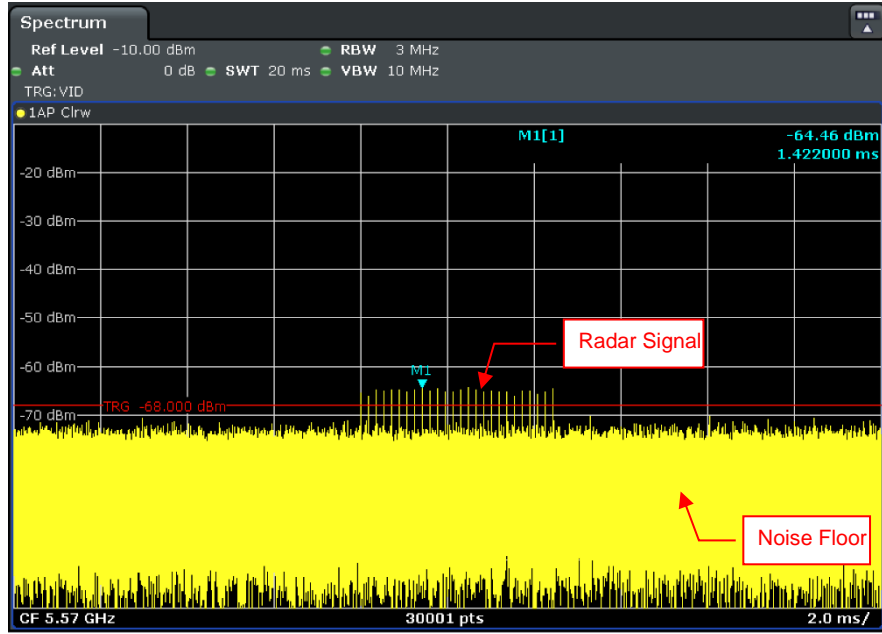 Spectrum
Ref Level -10.00 dBm RBW 3 MHz
Att 0 dB SWT 20 ms VBW 10 MHz
TRG:VID
1AP Clrw
M1[1] -64.46 dBm
1.422000 ms
-20 dBm
-30 dBm
-40 dBm
-50 dBm
Radar Signal
-60 dBm
M1
TRG -68.000 dBm
-70 dBm
Noise Floor
CF 5.57 GHz 30001 pts 2.0 ms/